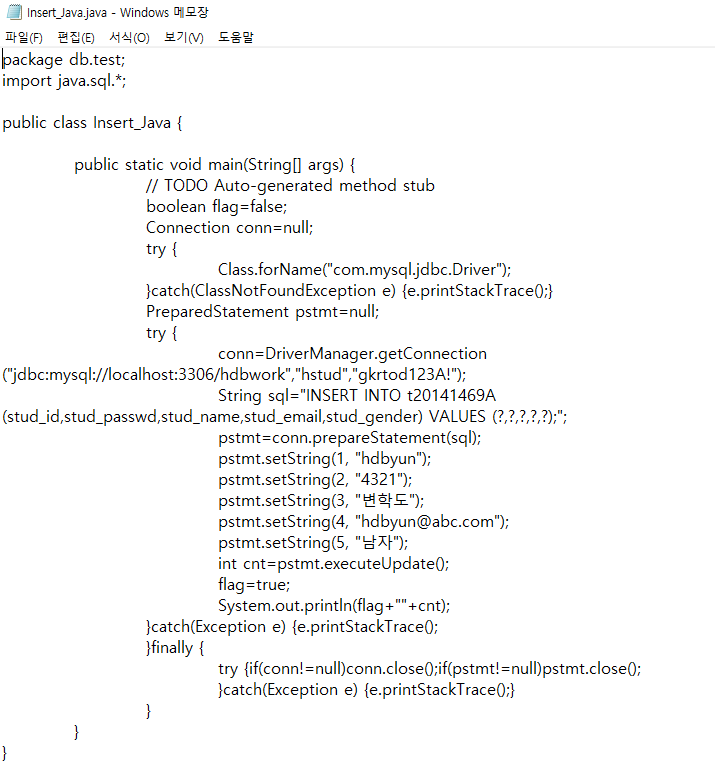 Insert_Java.java - Windows 메모장
파일(F) 편집(E) 서식(O) 보기(V) 도움말
package db.test;
import java.sql.*;
public class Insert_Java {
public static void main(String[] args) {
// TODO Auto-generated method stub
boolean flag=false;
Connection conn=null;
try {
Class.forName("com.mysql.jdbc.Driver");
}catch(ClassNotFoundException e) {e.printStackTrace();}
PreparedStatement pstmt=null;
try {
conn=DriverManager.getConnection
("jdbc:mysql://localhost:3306/hdbwork","hstud","gkrtod123A!");
String sql="INSERT INTO t20141469A
(stud_id,stud_passwd,stud_name,stud_email,stud_gender) VALUES (?,?,?,?,?);";
pstmt=conn.prepareStatement(sql);
pstmt.setString(1, "hdbyun");
pstmt.setString(2, "4321");
pstmt.setString(3, "변학도");
pstmt.setString(4, "hdbyun@abc.com");
pstmt.setString(5, "남자");
int cnt=pstmt.executeUpdate();
flag=true;
System.out.println(flag+""+cnt);
}catch(Exception e) {e.printStackTrace();
}finally {
try {if(conn!=null)conn.close();if(pstmt!=null)pstmt.close();
}catch(Exception e) {e.printStackTrace();}
}
}
}